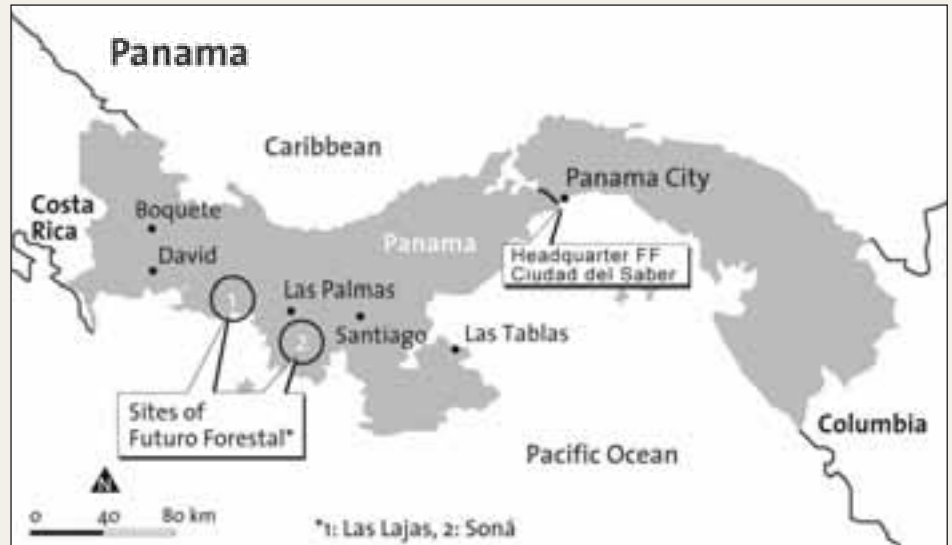 Panama
Caribbean
Panama City
Costa
Rica
Boquete
Panama
Headquarter FF
Ciudad del Saber
David
1
Las Palmas
2
Santiago
Las Tablas
Sites of
Futuro Forestal*
Columbia
Pacific Ocean
N
0 40 80 km
*1: Las Lajas, 2: Soná